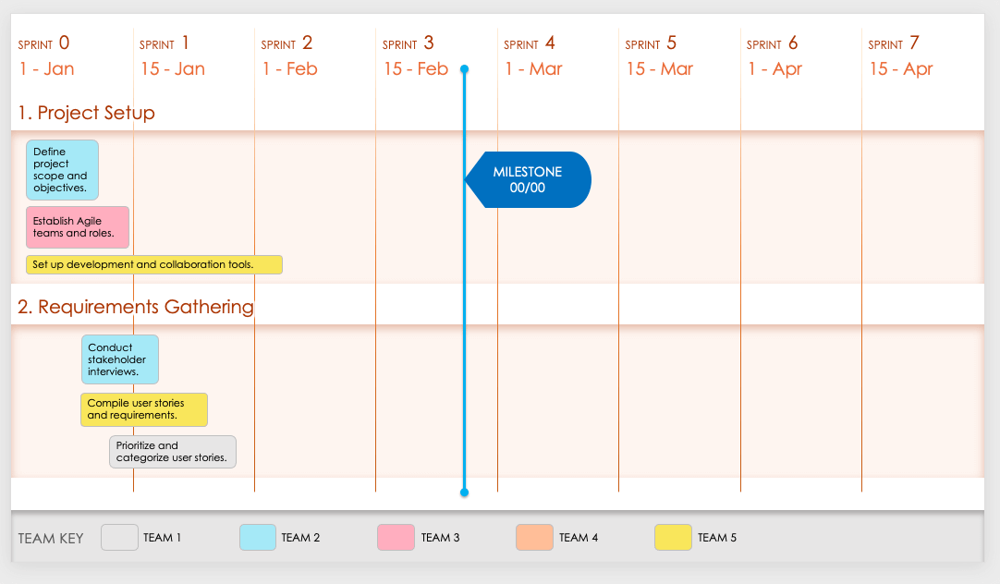 SPRINT 0 SPRINT 1 SPRINT 2 SPRINT 3 SPRINT 4 SPRINT 5 SPRINT 6 SPRINT 7
1 - Jan 15 - Jan 1 - Feb 15 - Feb 1 - Mar 15 - Mar 1 - Apr 15 - Apr
1. Project Setup
Define
project
scope and
objectives.
MILESTONE
00/00
Establish Agile
teams and roles.
Set up development and collaboration tools.
2. Requirements Gathering
Conduct
stakeholder
interviews.
Compile user stories
and requirements.
Prioritize and
categorize user stories.
TEAM KEY TEAM 1 TEAM 2 TEAM 3 TEAM 4 TEAM 5